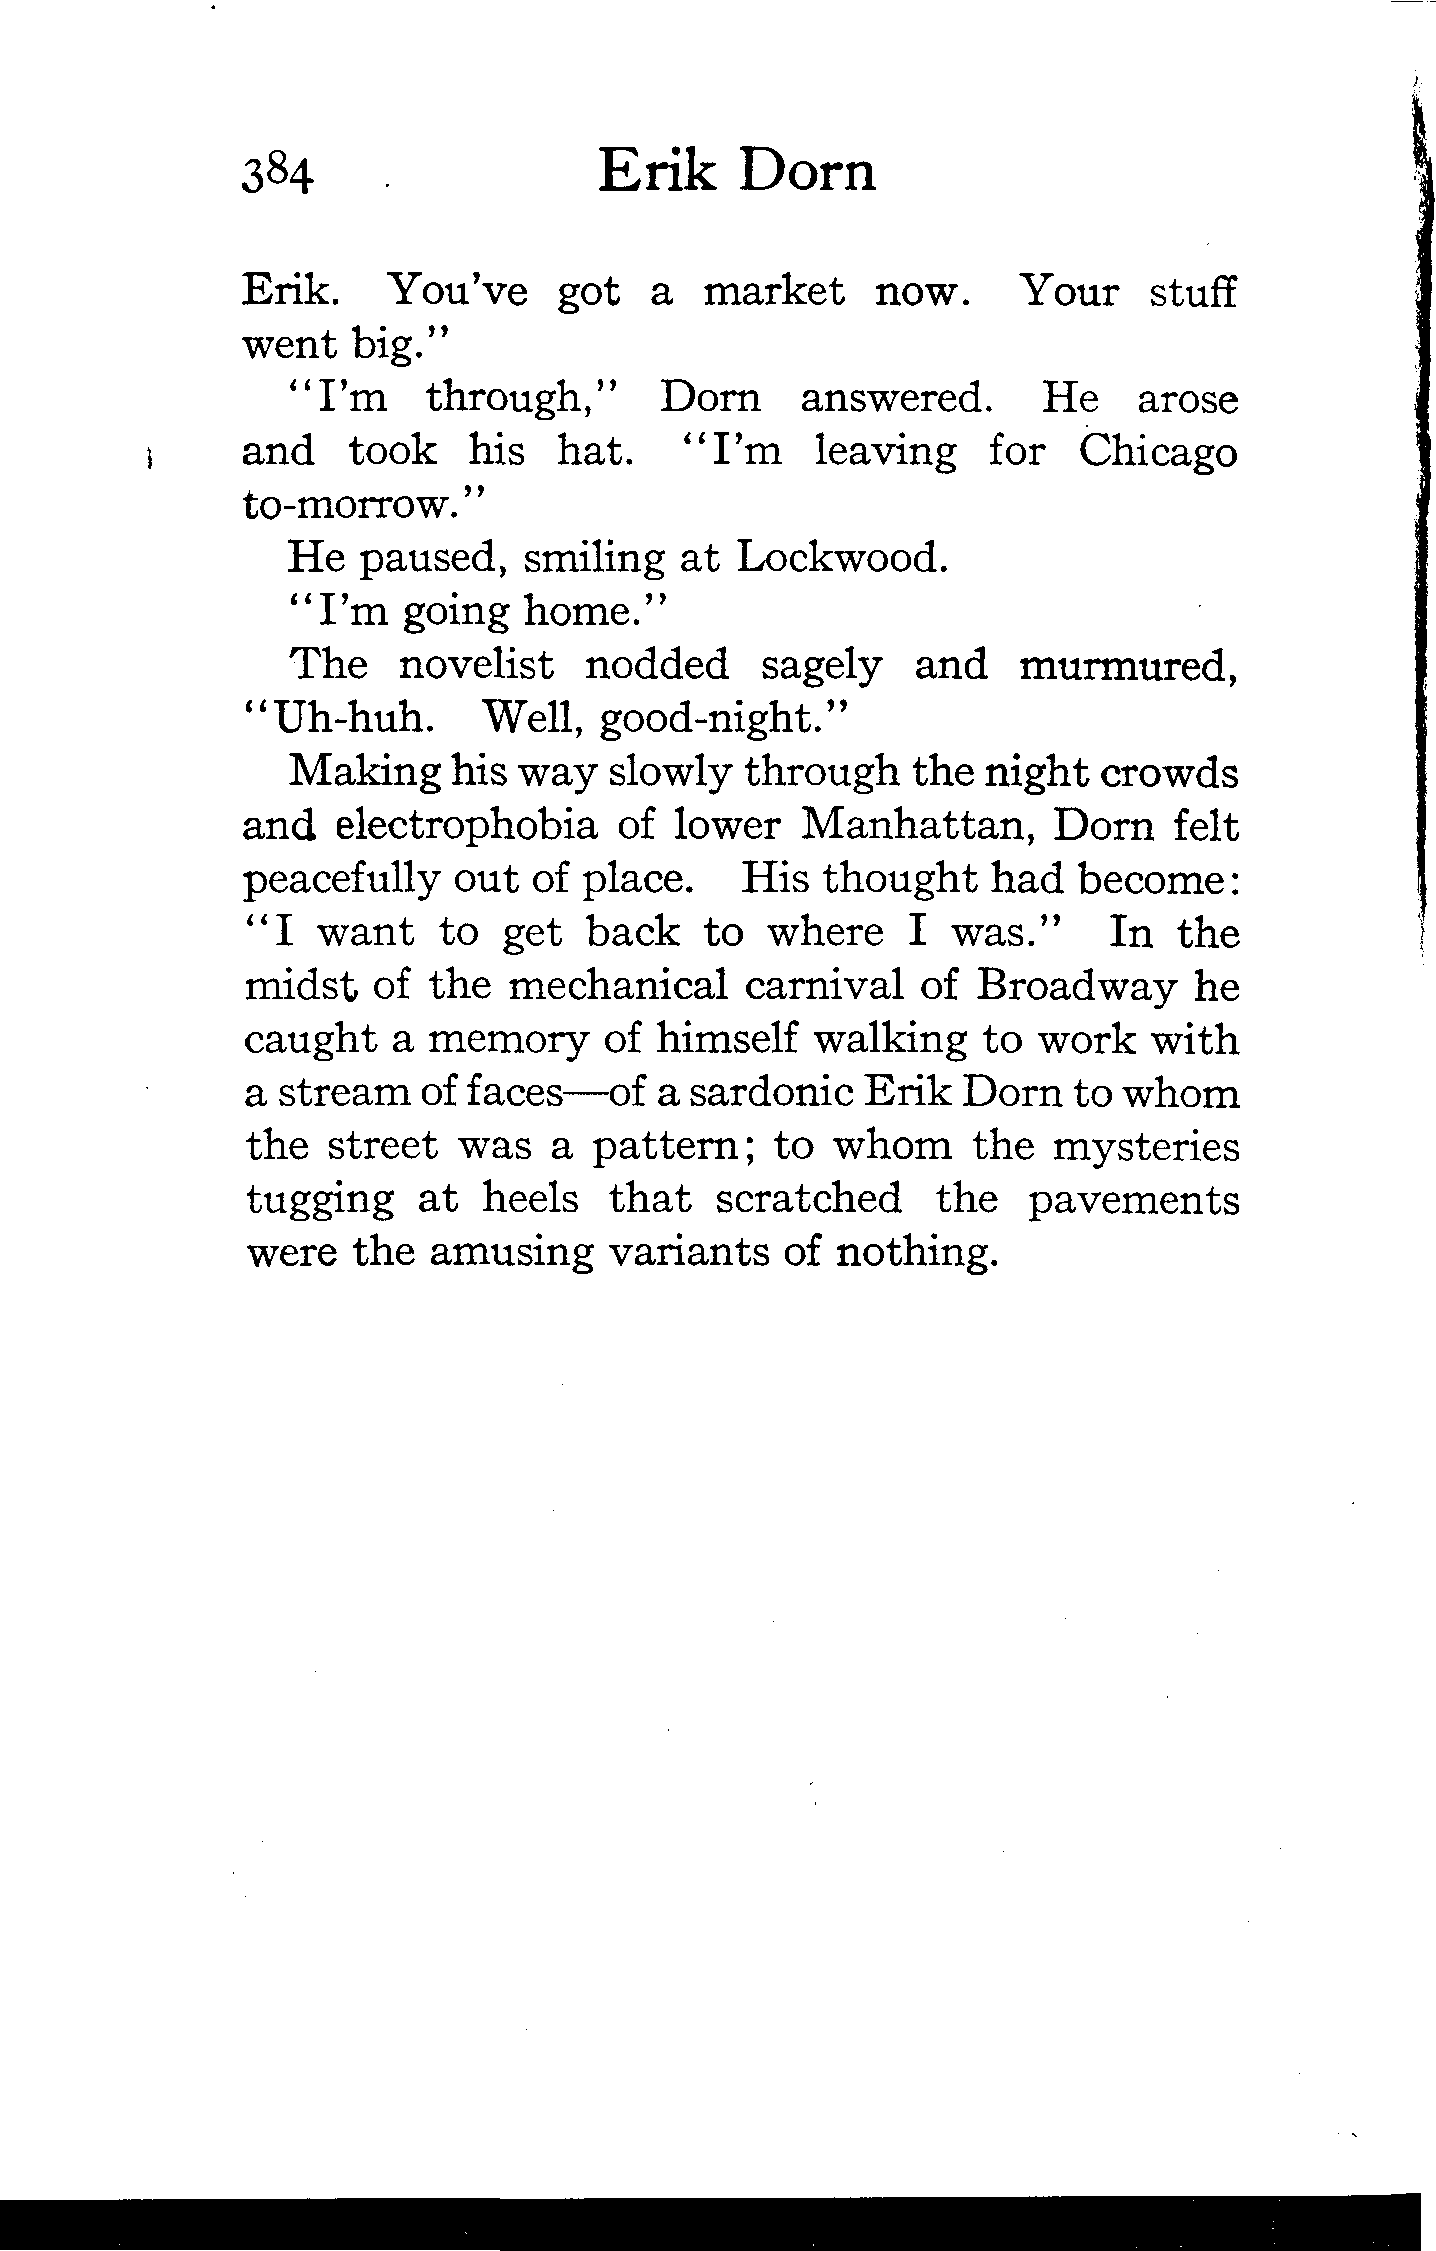 384 Erik Dorn
Erik. You've got a market now. Your stuff
went big."
"I'm through," Dorn answered. He arose
and took his hat. "I'm leaving for Chicago
to-morrow."
He paused, smiling at Lockwood.
"I'm going home."
The novelist nodded sagely and murmured,
"Uh-huh. Well, good-night."
Making his way slowly through the night crowds
and electrophobia of lower Manhattan, Dorn felt
peacefully out of place. His thought had become:
"I want to get back to where I was." In the
midst of the mechanical carnival of Broadway he
caught a memory of himself walking to work with
a stream of faces—of a sardonic Erik Dorn to whom
the street was a pattern; to whom the mysteries
tugging at heels that scratched the pavements
were the amusing variants of nothing.